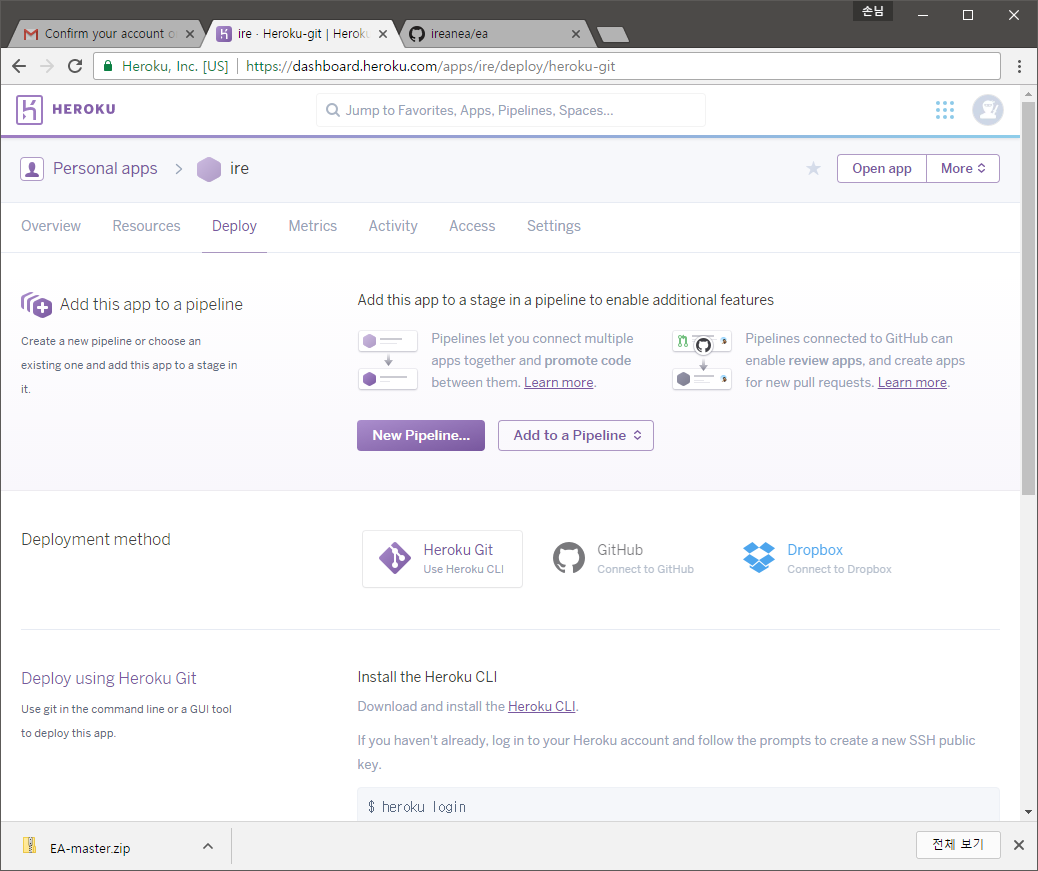 손님
Confirm your account o
ire · Heroku-git | Heroku
ireanea/ea
Heroku, Inc. [US] https://dashboard.heroku.com/apps/ire/deploy/heroku-git
HEROKU
Jump to Favorites, Apps, Pipelines, Spaces...
Personal apps > ire
Open app
More
Overview Resources Deploy Metrics Activity Access Settings
Add this app to a pipeline
Create a new pipeline or choose an
existing one and add this app to a stage in
it.
Add this app to a stage in a pipeline to enable additional features
Pipelines let you connect multiple
apps together and promote code
between them. Learn more.
Pipelines connected to GitHub can
enable review apps, and create apps
for new pull requests. Learn more.
New Pipeline...
Add to a Pipeline
Deployment method
Heroku Git
Use Heroku CLI
GitHub
Connect to GitHub
Dropbox
Connect to Dropbox
Deploy using Heroku Git
Use git in the command line or a GUI tool
to deploy this app.
Install the Heroku CLI
Download and install the Heroku CLI.
If you haven't already, log in to your Heroku account and follow the prompts to create a new SSH public
key.
$ heroku login
EA-master.zip
전체 보기